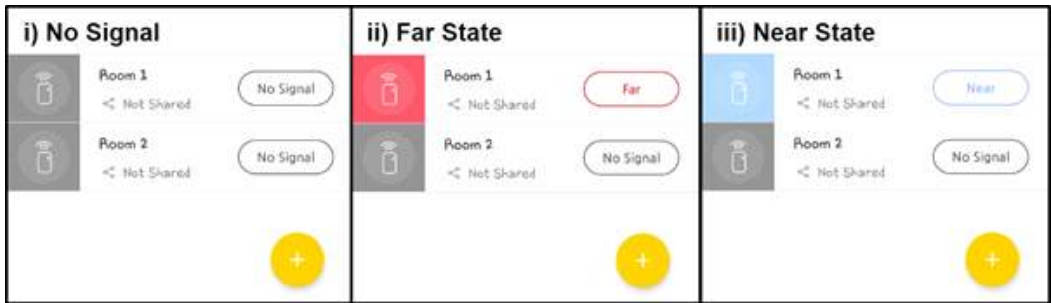 i) No Signal
Room 1
Not Shared
No Signal
Room 2
Not Shared
No Signal
+
ii) Far State
Room 1
Not Shared
Far
Room 2
Not Shared
No Signal
+
iii) Near State
Room 1
Not Shared
Near
Room 2
Not Shared
No Signal
+